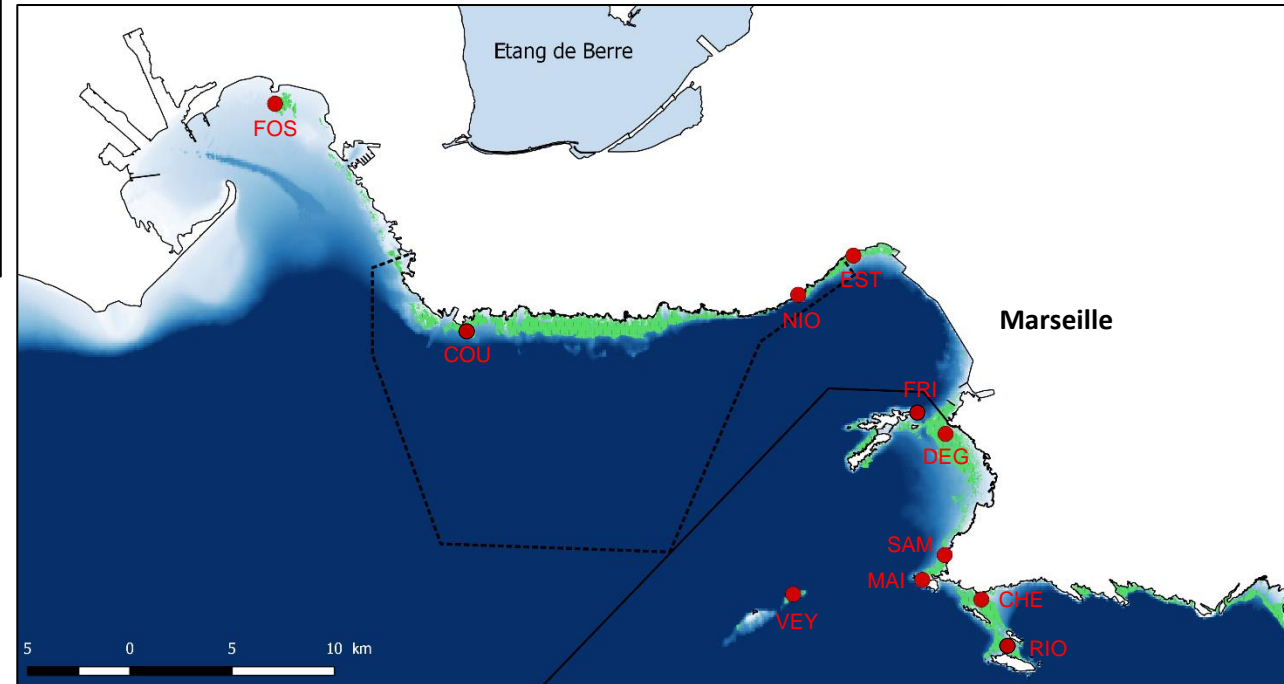 Etang de Berre
FOS
EST
NIO
Marseille
COU
FRI
DEG
SAM
MAI
CHE
VEY
RIO
5 0 5 10 km